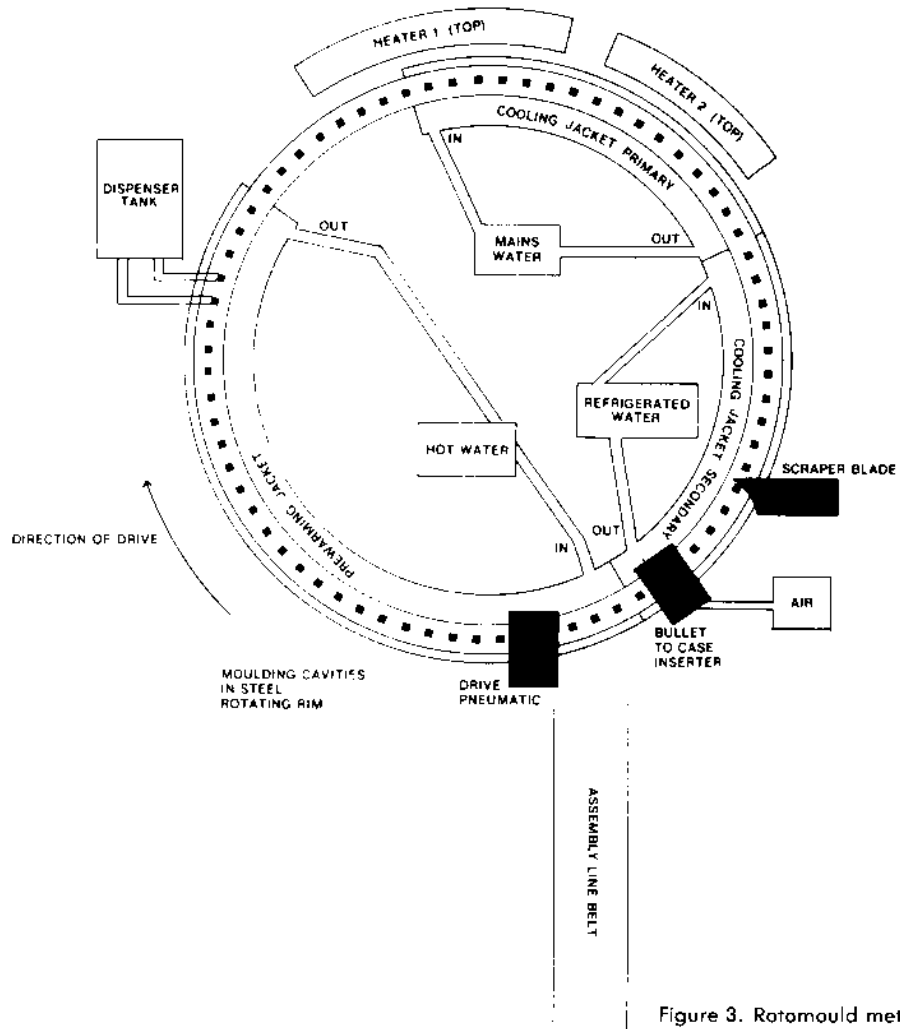 HEATER 1 (TOP)
HEATER 2 (TOP)
COOLING JACKET PRIMARY
IN
DISPENSER
TANK
OUT
MAINS
WATER
OUT
IN
COOLING JACKET SECONDARY
REFRIGERATED
WATER
HOT WATER
SCRAPER BLADE
PREWARMING JACKET
DIRECTION OF DRIVE
OUT
IN
AIR
BULLET
TO CASE
INSERTER
MOULDING CAVITIES
IN STEEL
ROTATING RIM
DRIVE
PNEUMATIC
ASSEMBLY LINE BELT
Figure 3. Rotomould met